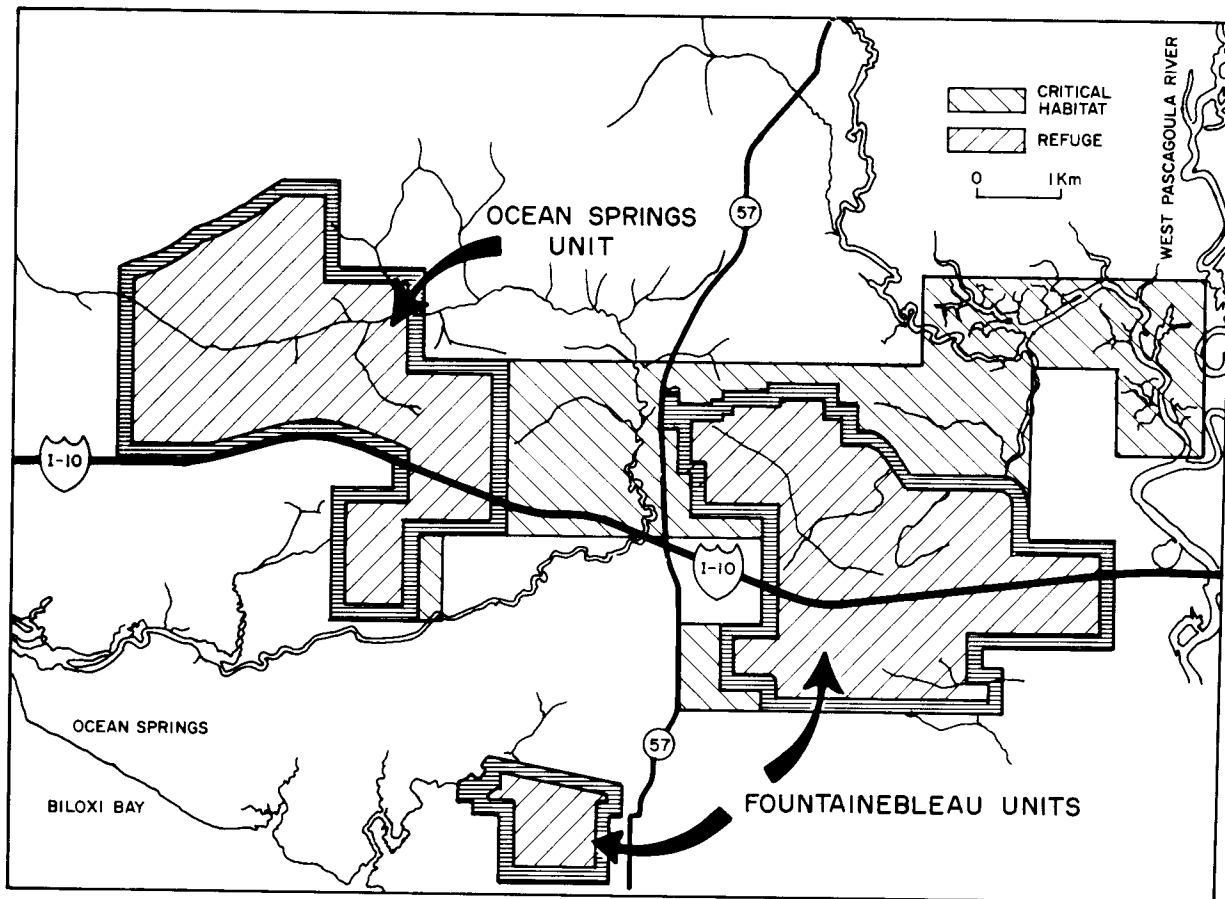 WEST PASCAGOULA RIVER
CRITICAL
HABITAT
REFUGE
0 1Km
57
OCEAN SPRINGS
UNIT
I-10
I-10
OCEAN SPRINGS
57
BILOXI BAY
FOUNTAINEBLEAU UNITS